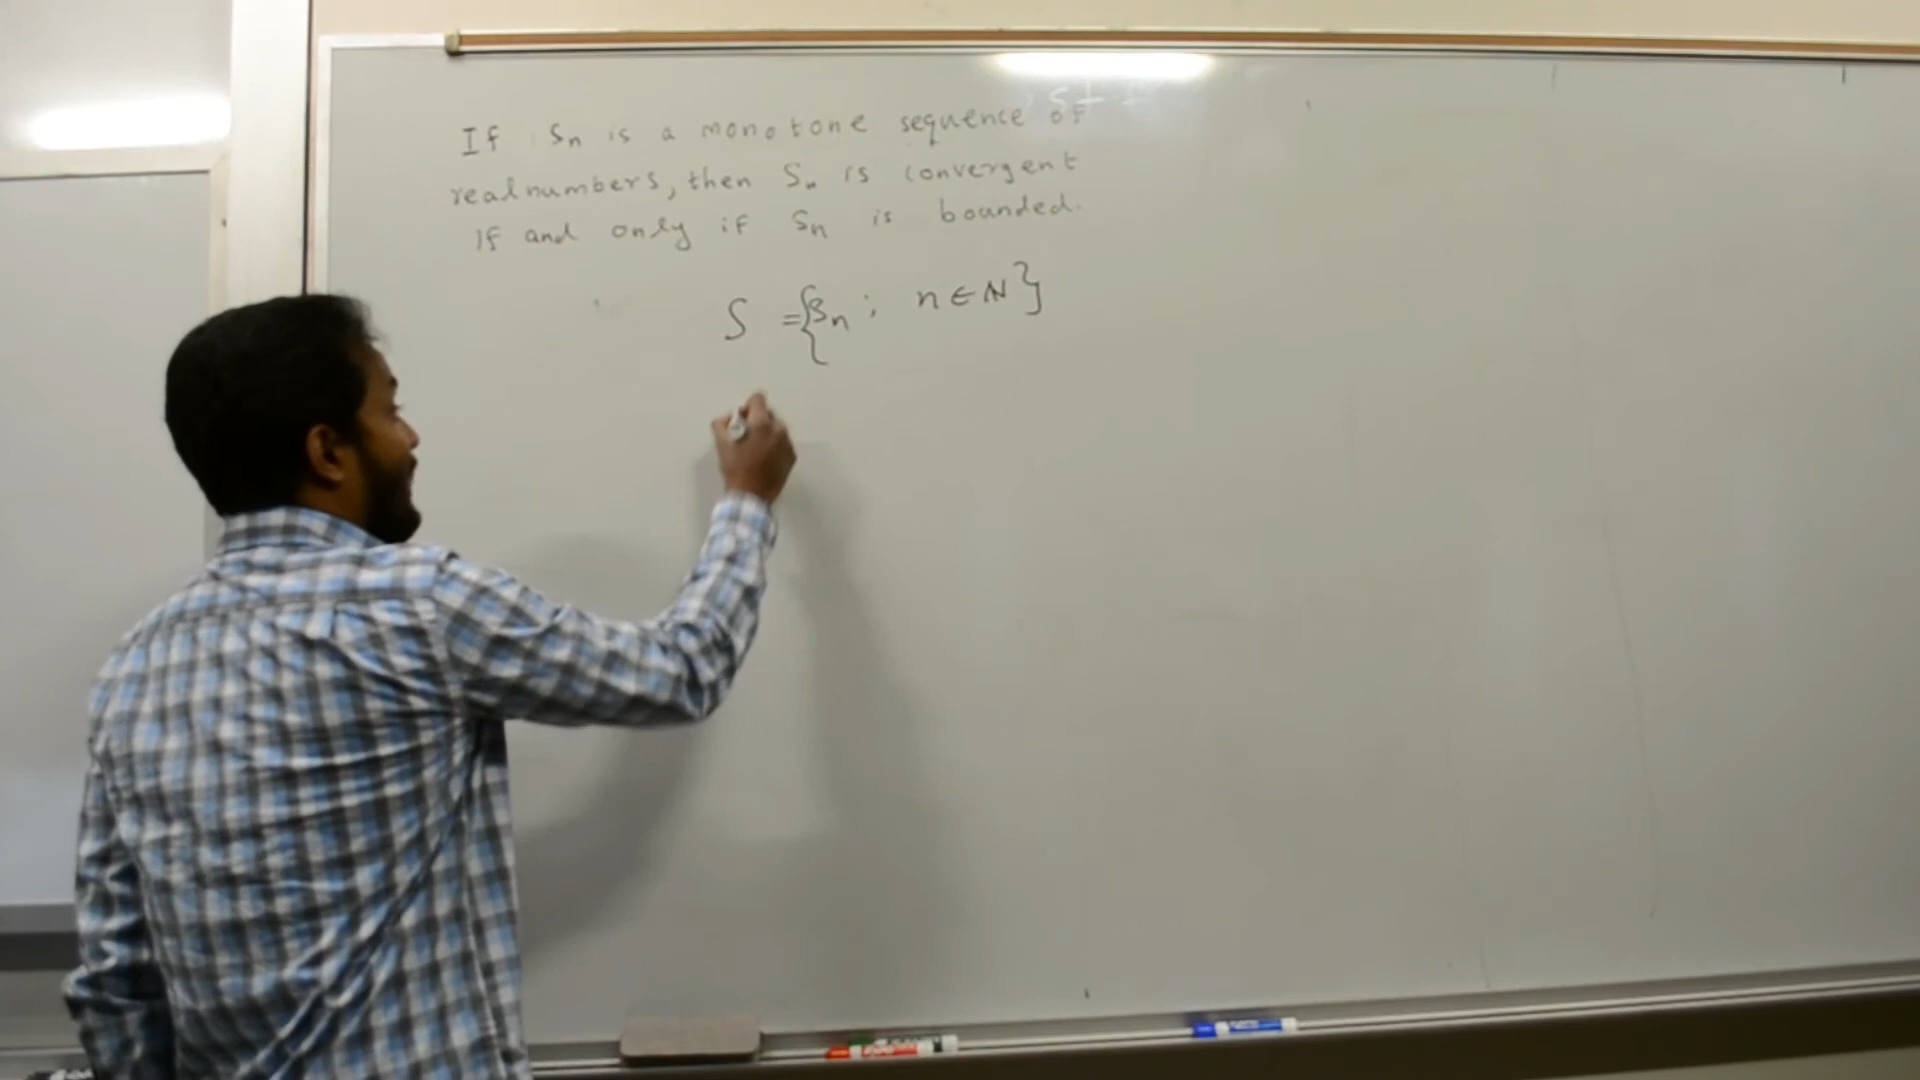 If Sn is a monotone sequence of
real numbers, then Sn is convergent
if and only if Sn is bounded.
S = {Sn ; n ∈ N}